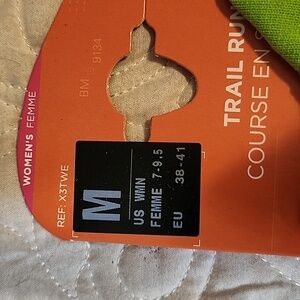 WOMEN'S FEMME
REF: X3TWE
BM - 9134
TRAIL RUN
COURSE EN
M
US WMN
FEMME 7-9.5
EU 38-41